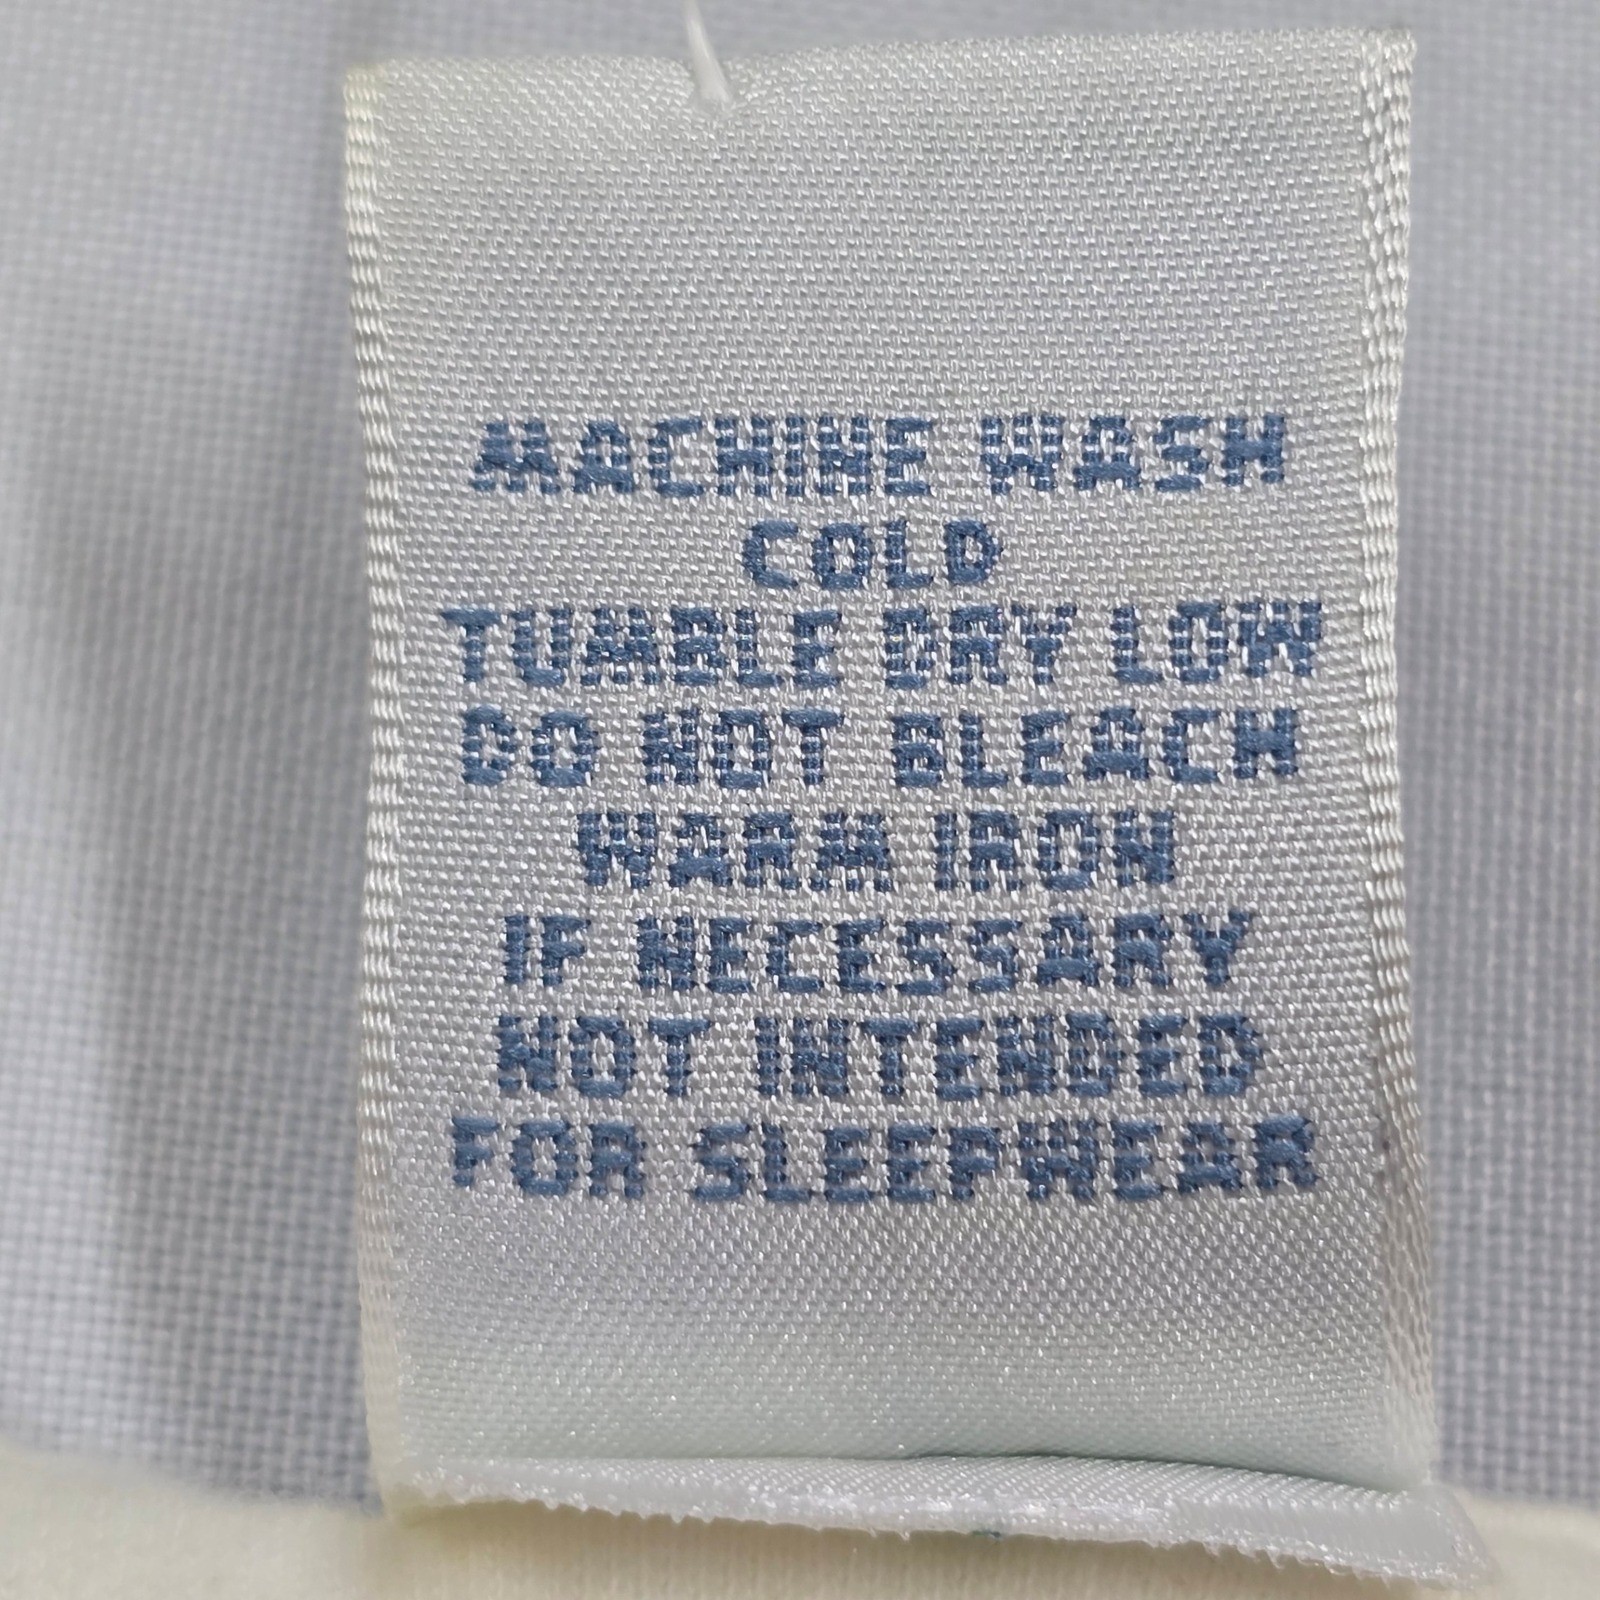 MACHINE WASH
COLD
TUMBLE DRY LOW
DO NOT BLEACH
WARM IRON
IF NECESSARY
NOT INTENDED
FOR SLEEPWEAR